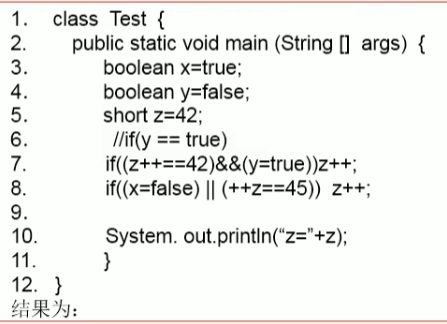 1. class Test {
2. public static void main (String [] args) {
3. boolean x=true;
4. boolean y=false;
5. short z=42;
6. //if(y == true)
7. if((z++==42)&&(y=true))z++;
8. if((x=false) || (++z==45)) z++;
9.
10. System. out.println(“z=”+z);
11. }
12. }
结果为: